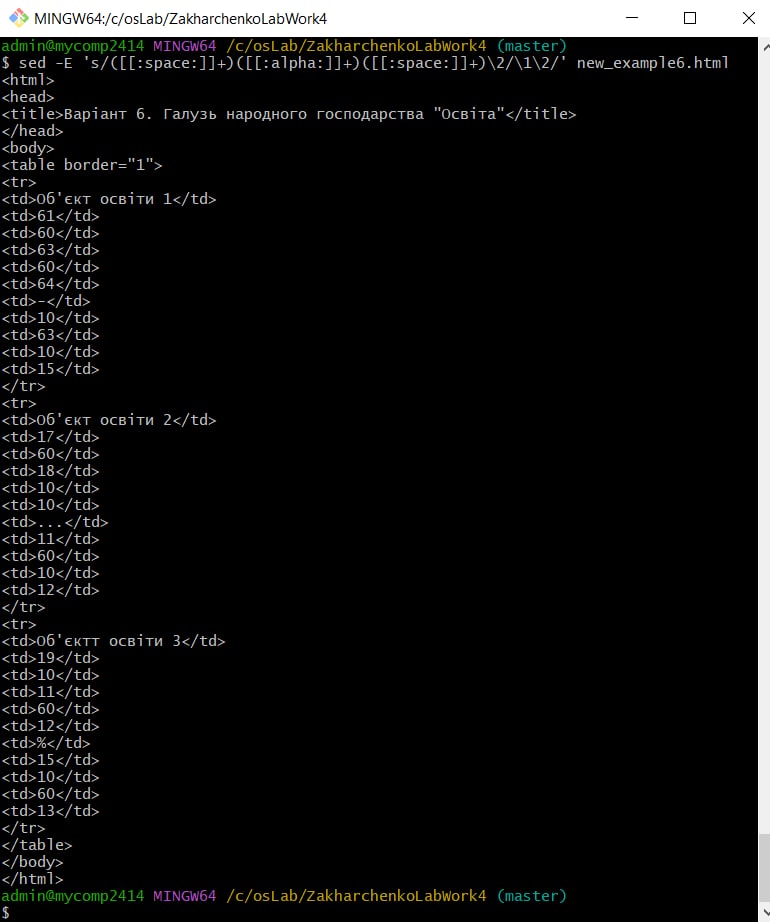 MINGW64:/c/osLab/ZakharchenkoLabWork4
admin@mycomp2414 MINGW64 /c/osLab/ZakharchenkoLabWork4 (master)
$ sed -E 's/([[:space:]]+)([[:alpha:]]+)([[:space:]]+)\2/\1\2/' new_example6.html
<html>
<head>
<title>Варіант 6. Галузь народного господарства "Освіта"</title>
</head>
<body>
<table border="1">
<tr>
<td>Об'єкт освіти 1</td>
<td>61</td>
<td>60</td>
<td>63</td>
<td>60</td>
<td>64</td>
<td>-</td>
<td>10</td>
<td>63</td>
<td>10</td>
<td>15</td>
</tr>
<tr>
<td>Об'єкт освіти 2</td>
<td>17</td>
<td>60</td>
<td>18</td>
<td>10</td>
<td>10</td>
<td>...</td>
<td>11</td>
<td>60</td>
<td>10</td>
<td>12</td>
</tr>
<tr>
<td>Об'єктт освіти 3</td>
<td>19</td>
<td>10</td>
<td>11</td>
<td>60</td>
<td>12</td>
<td>%</td>
<td>15</td>
<td>10</td>
<td>60</td>
<td>13</td>
</tr>
</table>
</body>
</html>
admin@mycomp2414 MINGW64 /c/osLab/ZakharchenkoLabWork4 (master)
$